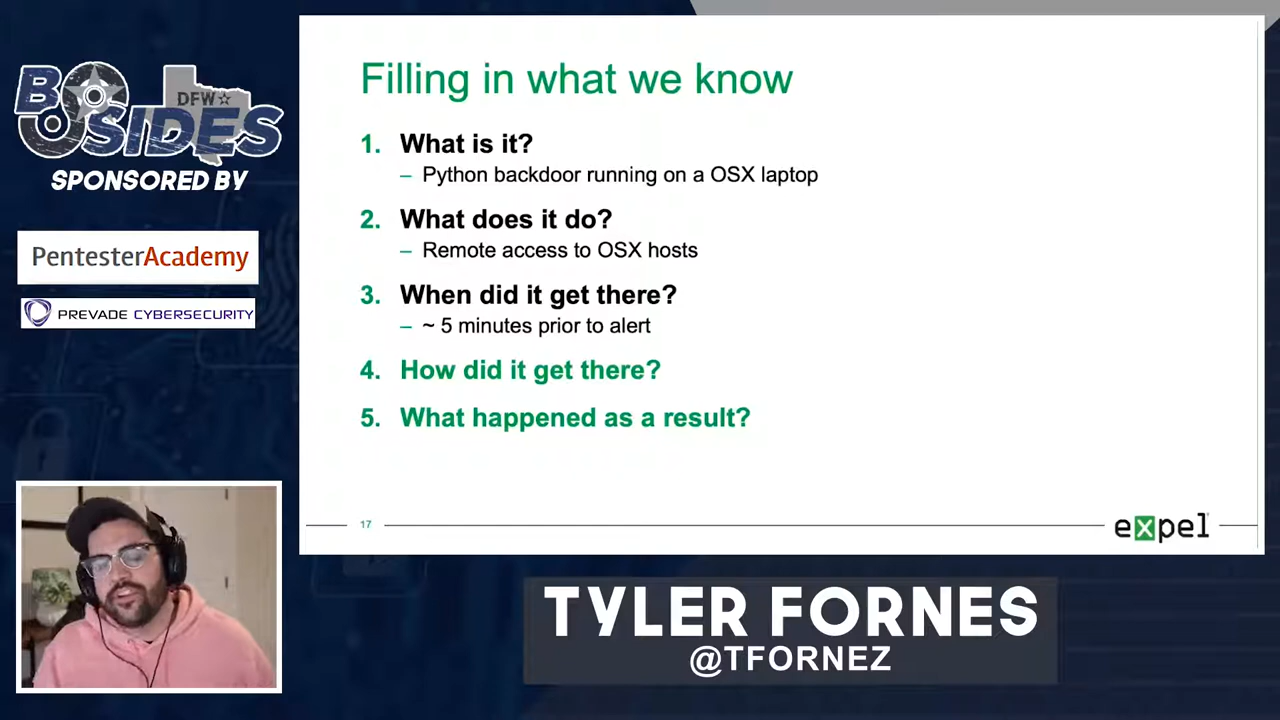 BSIDES
DFW
SPONSORED BY
PentesterAcademy
PREVADE CYBERSECURITY
Filling in what we know
1. What is it?
– Python backdoor running on a OSX laptop
2. What does it do?
– Remote access to OSX hosts
3. When did it get there?
– ~ 5 minutes prior to alert
4. How did it get there?
5. What happened as a result?
17
expel
TYLER FORNES
@TFORNEZ